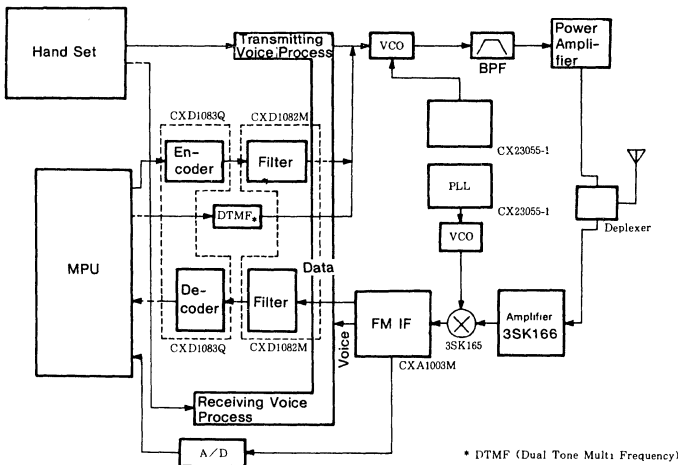 Hand Set
Transmitting
Voice Process
VCO
BPF
Power
Ampli-
fier
CXD1083Q
CXD1082M
En-
coder
Filter
CX23055-1
PLL
CX23055-1
DTMF*
VCO
Deplexer
MPU
Data
De-
coder
Filter
FM IF
Amplifier
3SK166
3SK165
CXD1083Q
CXD1082M
Voice
CXA1003M
Receiving Voice
Process
A/D
* DTMF (Dual Tone Multi Frequency)